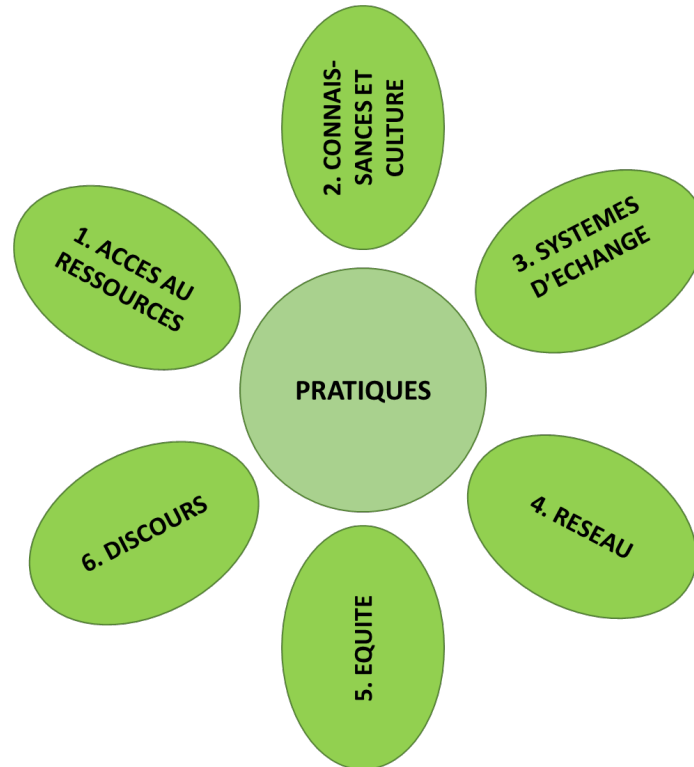 1. ACCES AU
RESSOURCES
2. CONNAIS-
SANCES ET
CULTURE
3. SYSTEMES
D'ECHANGE
PRATIQUES
4. RESEAU
5. EQUITE
6. DISCOURS